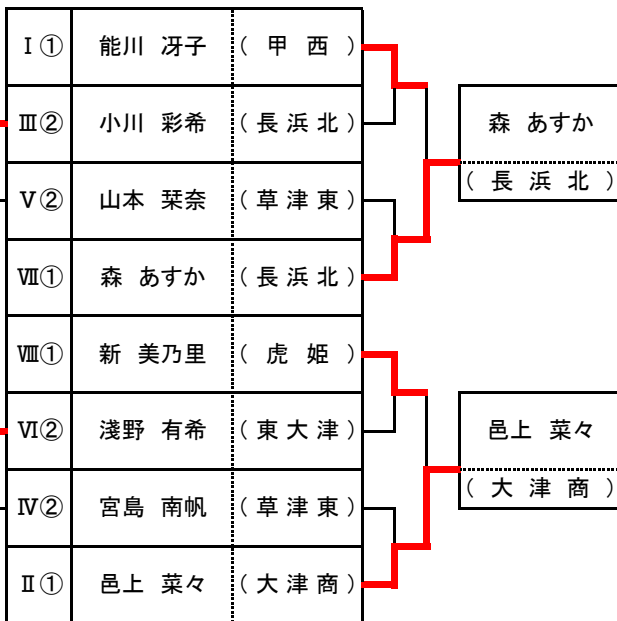 Ⅰ① 能川 冴子 (甲西)
Ⅲ② 小川 彩希 (長浜北)
Ⅴ② 山本 栞奈 (草津東)
Ⅶ① 森 あすか (長浜北)
Ⅷ① 新 美乃里 (虎姫)
Ⅵ② 淺野 有希 (東大津)
Ⅳ② 宮島 南帆 (草津東)
Ⅱ① 邑上 菜々 (大津商)
森 あすか
(長浜北)
邑上 菜々
(大津商)